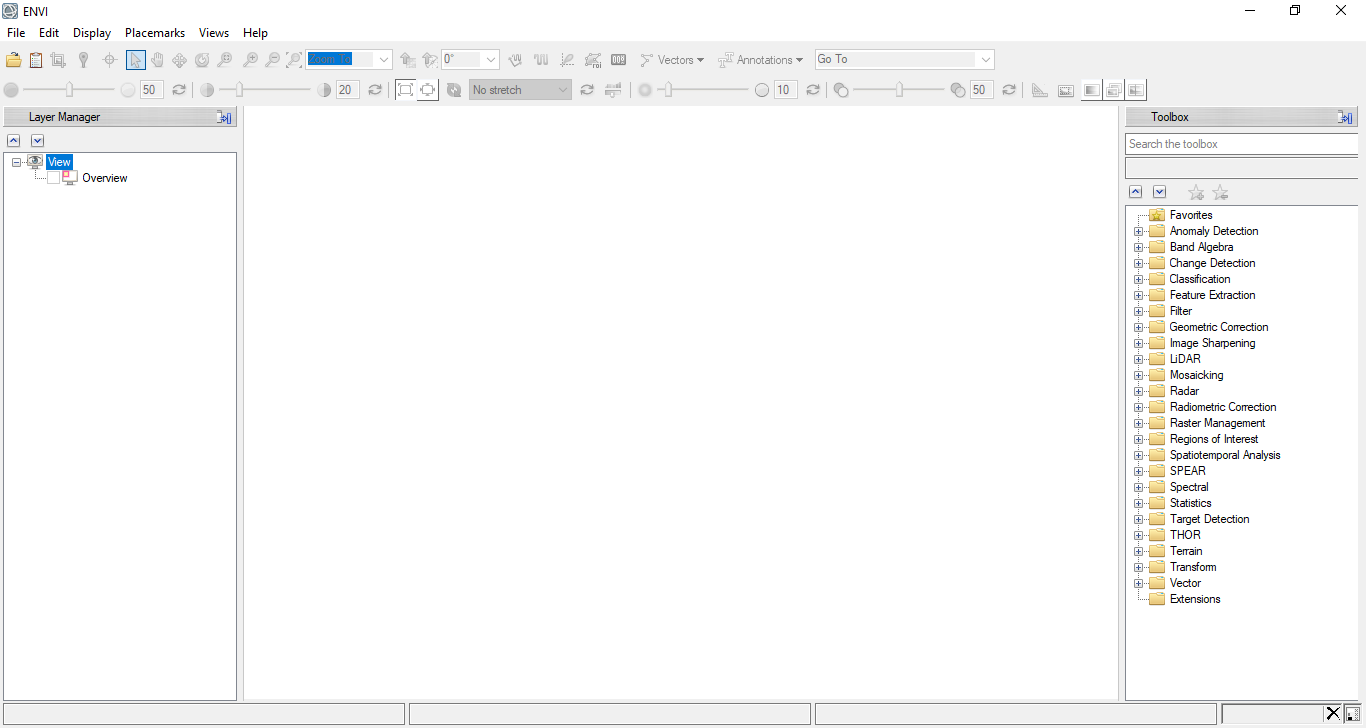 ENVI
File Edit Display Placemarks Views Help
Zoom To 0° Vectors Annotations Go To
50 20 No stretch 10 50
Layer Manager
View
Overview
Toolbox
Search the toolbox
Favorites
Anomaly Detection
Band Algebra
Change Detection
Classification
Feature Extraction
Filter
Geometric Correction
Image Sharpening
LiDAR
Mosaicking
Radar
Radiometric Correction
Raster Management
Regions of Interest
Spatiotemporal Analysis
SPEAR
Spectral
Statistics
Target Detection
THOR
Terrain
Transform
Vector
Extensions